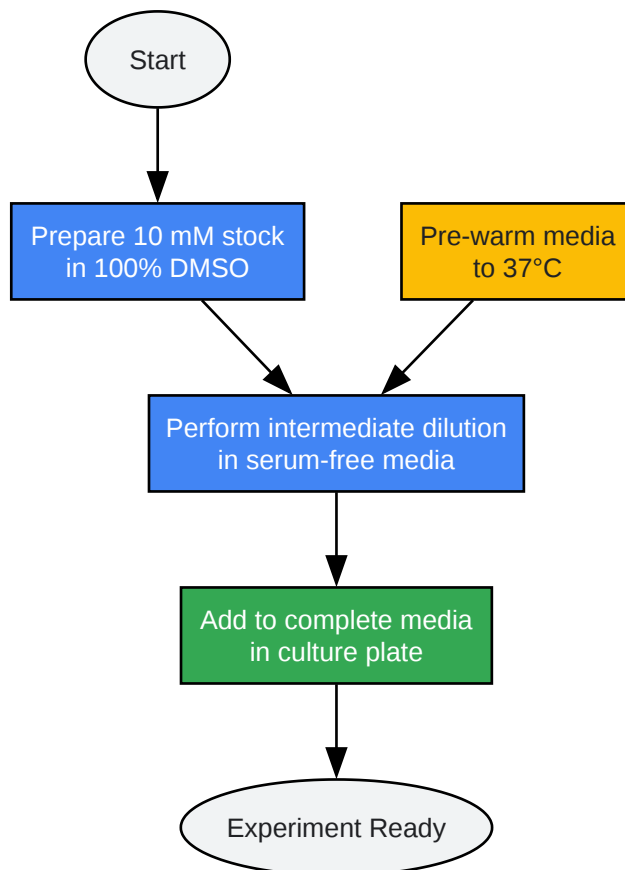 Start
Prepare 10 mM stock
in 100% DMSO
Pre-warm media
to 37°C
Perform intermediate dilution
in serum-free media
Add to complete media
in culture plate
Experiment Ready